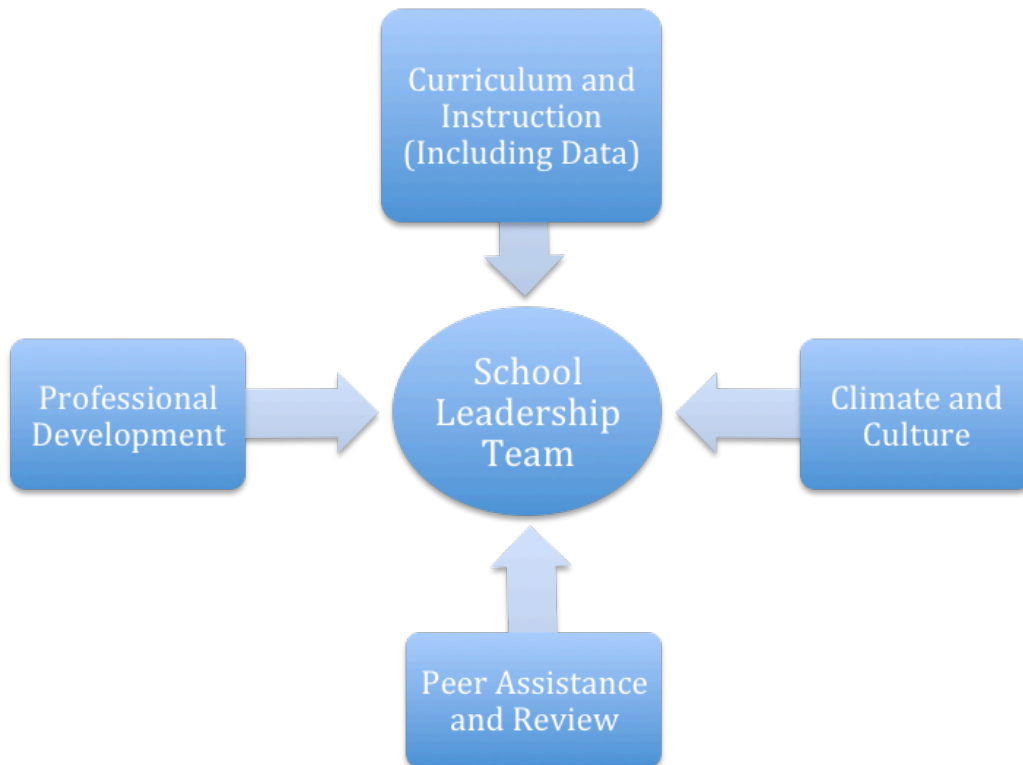 Curriculum and
Instruction
(Including Data)
School
Leadership
Team
Professional
Development
Climate and
Culture
Peer Assistance
and Review